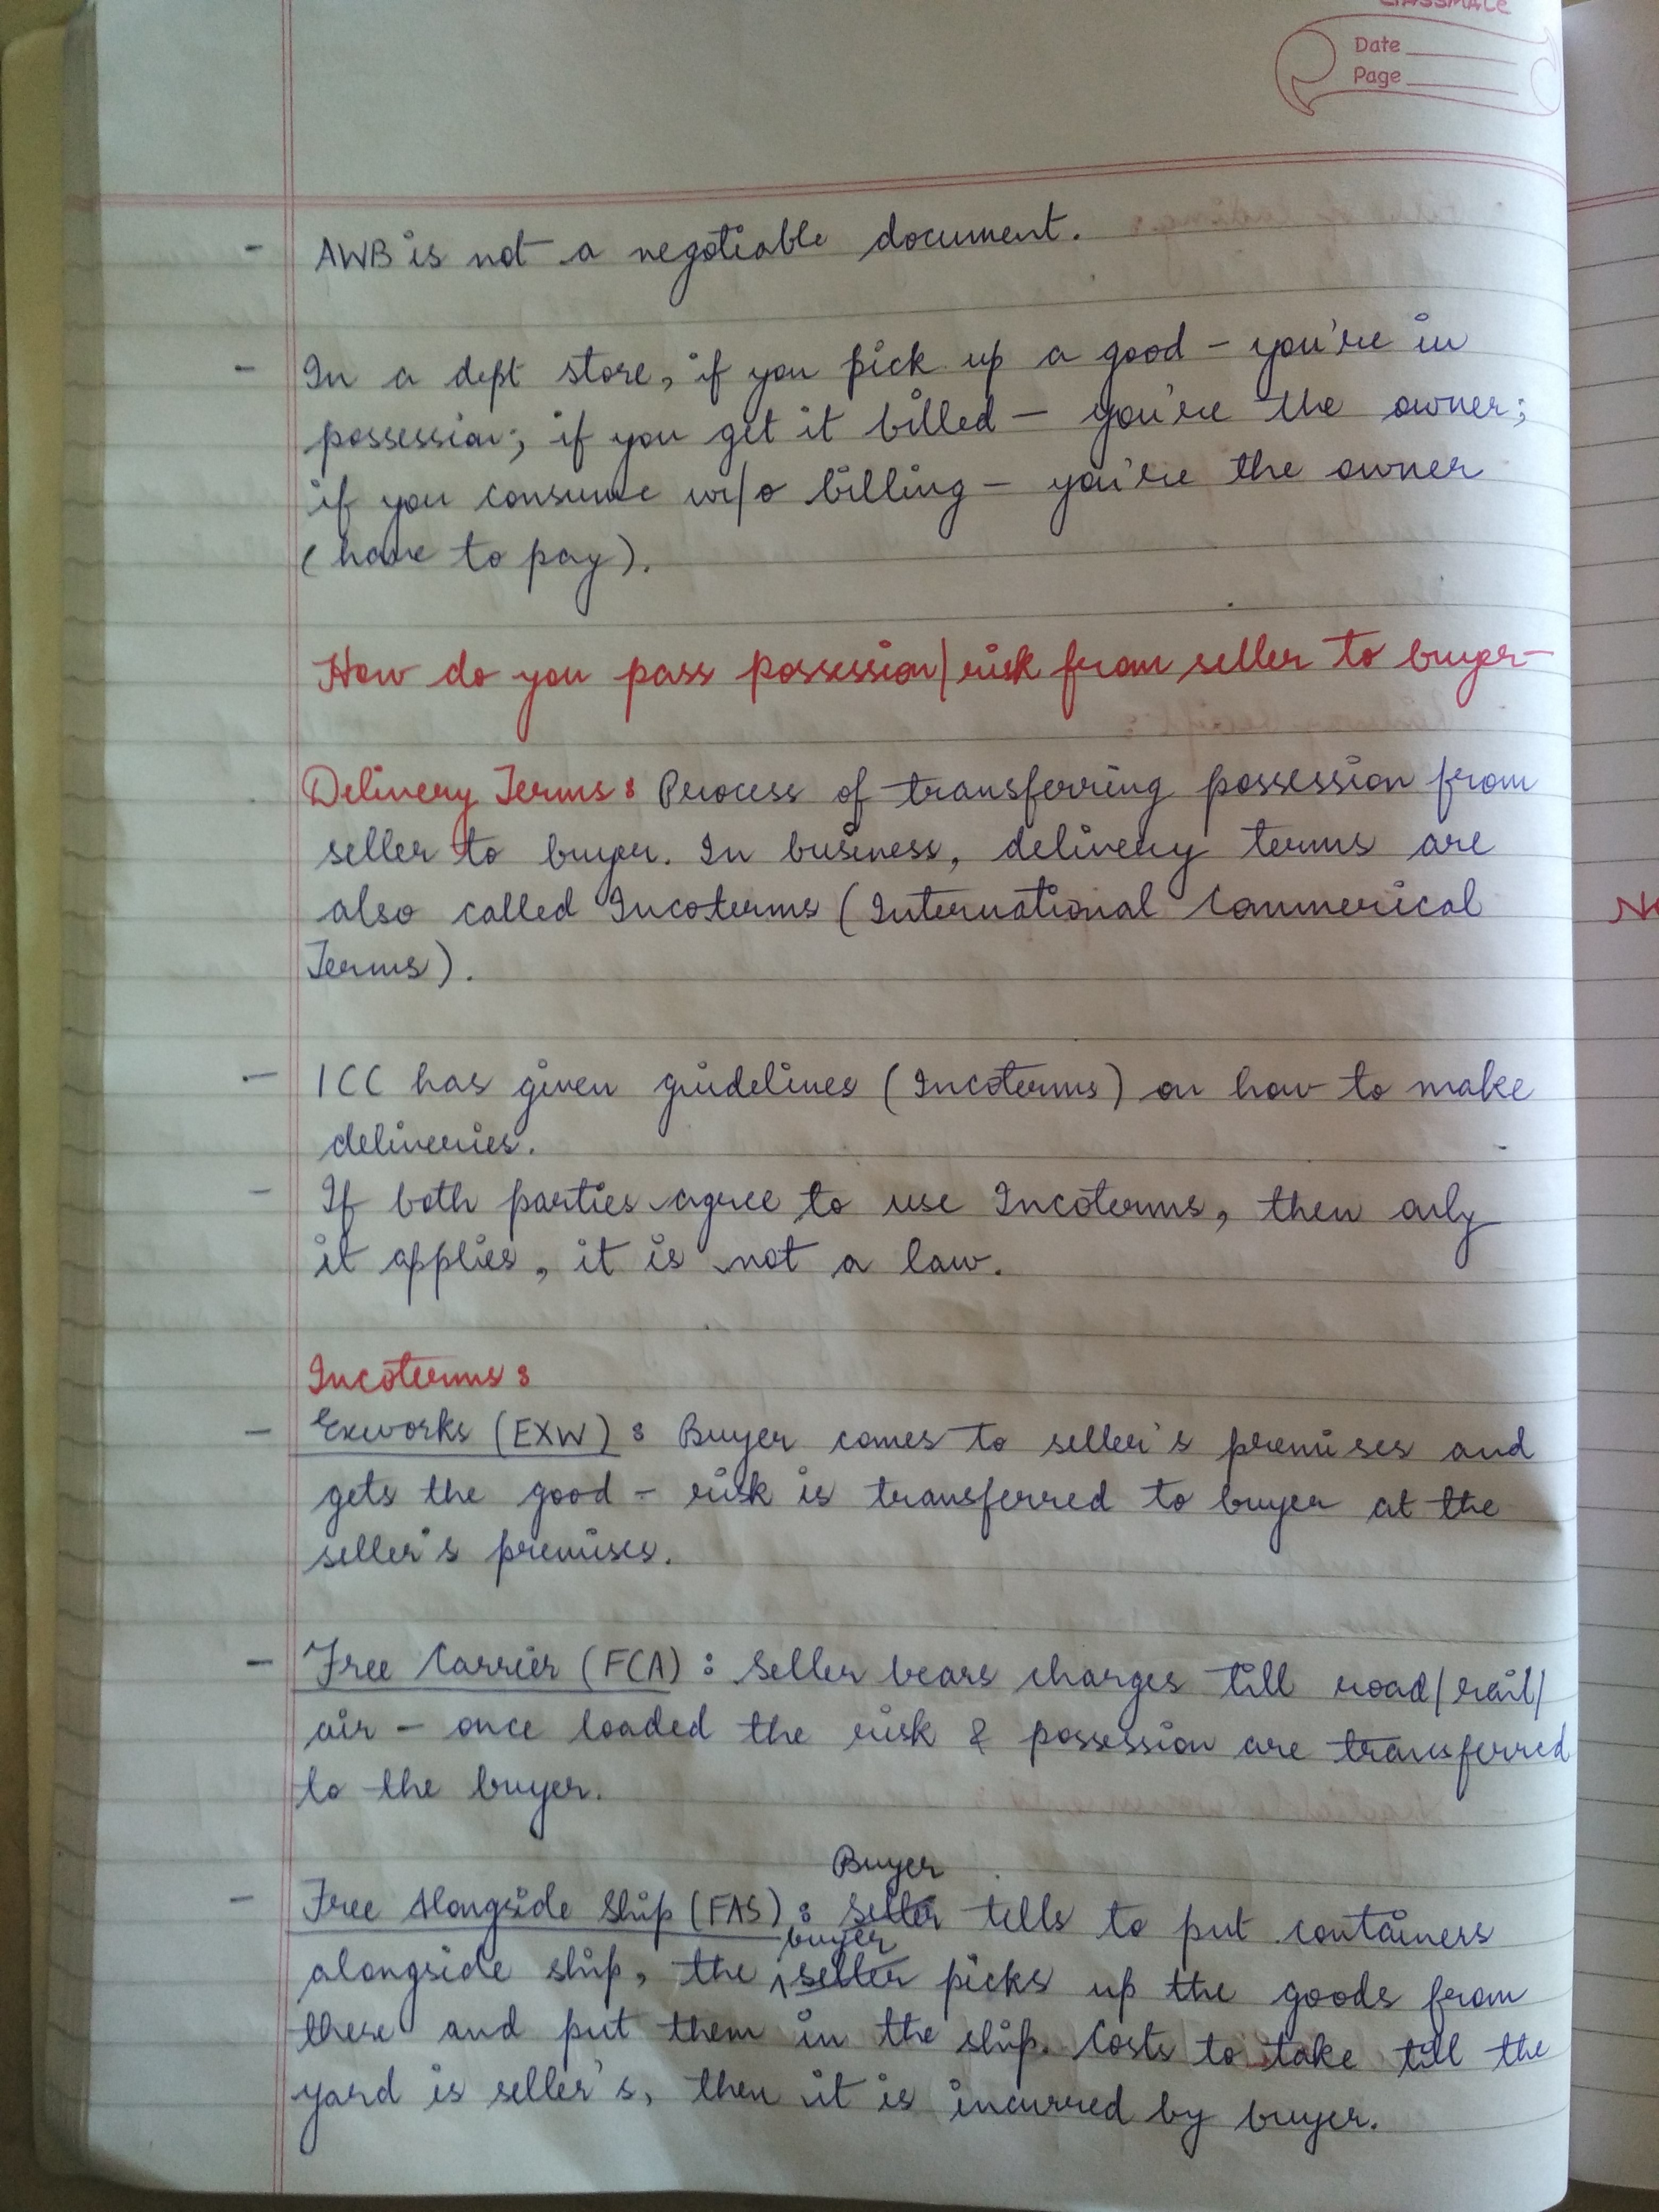 classmate
Date
Page
- AWB is not a negotiable document.
- In a dept store, if you pick up a good - you're in
possession; if you get it billed - you're the owner;
if you consume w/o billing - you're the owner
(have to pay).
How do you pass possession/risk from seller to buyer-
Delivery Terms: Process of transferring possession from
seller to buyer. In business, delivery terms are
also called Incoterms (International Commerical
Terms).
- ICC has given guidelines (Incoterms) on how to make
deliveries.
- If both parties agree to use Incoterms, then only
it applies, it is not a law.
Incoterms:
- Exworks (EXW): Buyer comes to seller's premises and
gets the good - risk is transferred to buyer at the
seller's premises.
- Free Carrier (FCA): Seller bears charges till road/rail/
air - once loaded the risk & possession are transferred
to the buyer.
Buyer
- Free Alongside Ship (FAS): Seller tells to put containers
buyer
alongside ship, the seller picks up the goods from
there and put them in the ship. Costs to take till the
yard is seller's, then it is incurred by buyer.